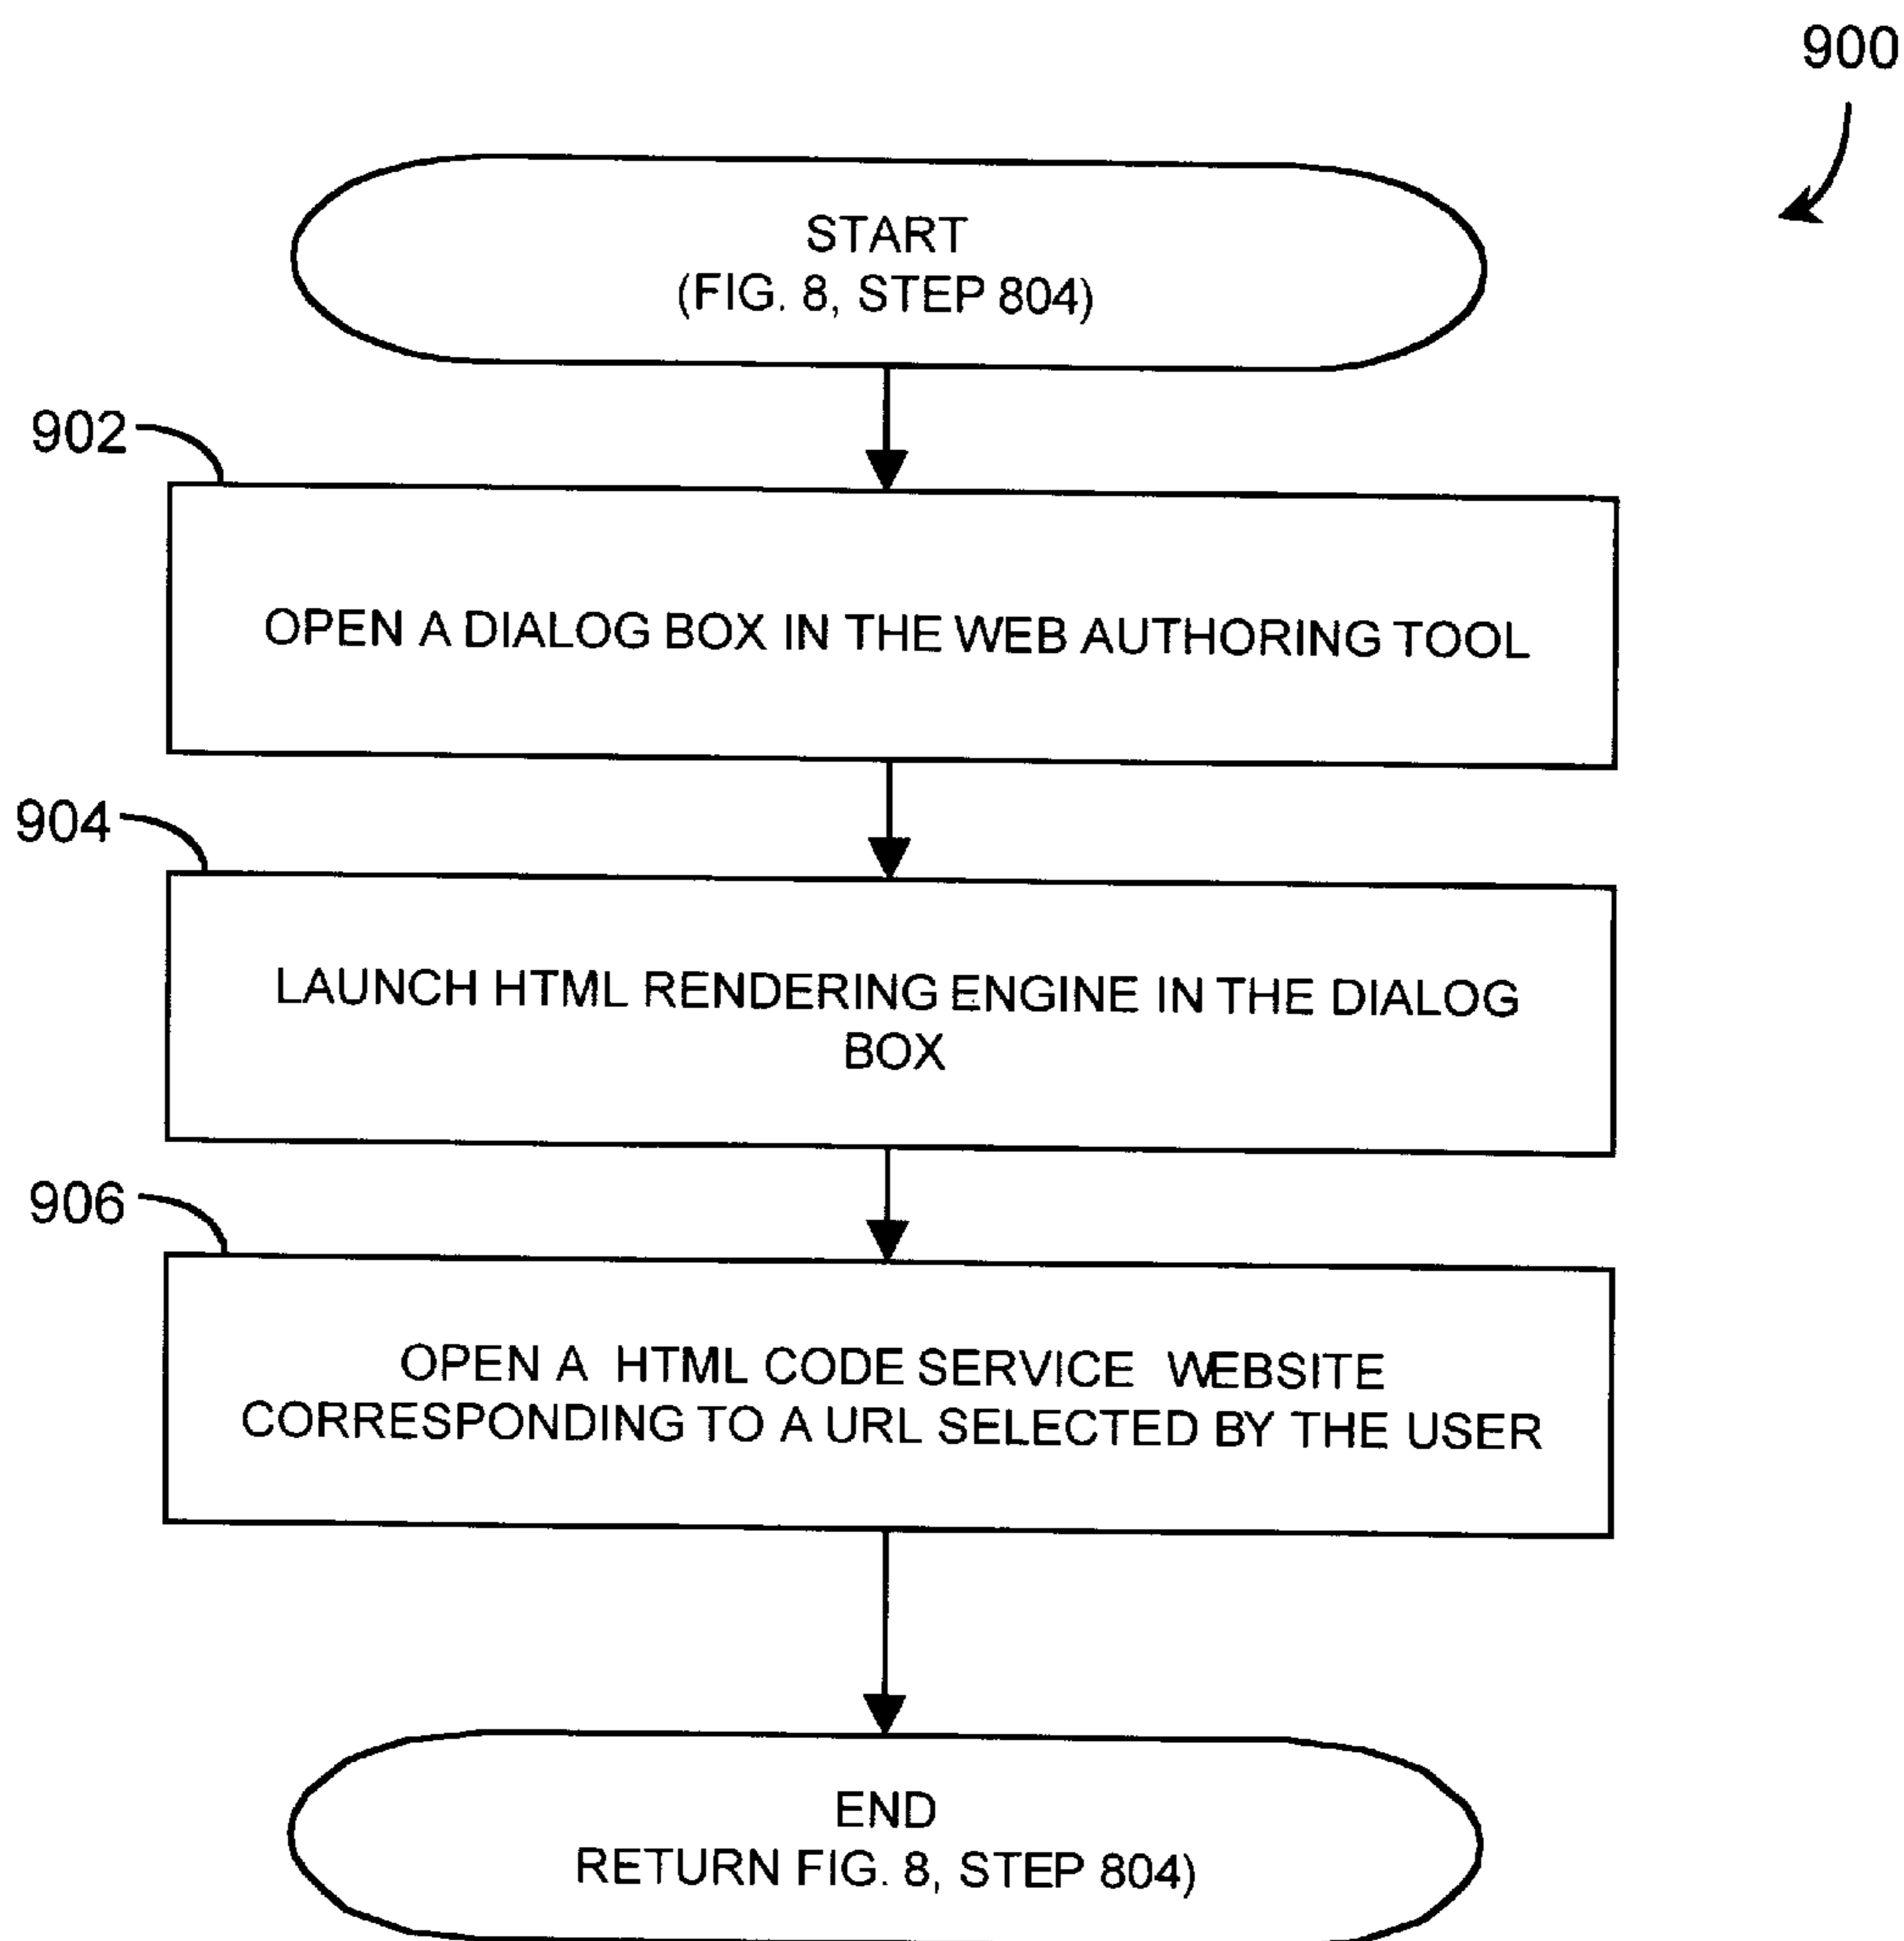 900
START
(FIG. 8, STEP 804)
902
OPEN A DIALOG BOX IN THE WEB AUTHORING TOOL
904
LAUNCH HTML RENDERING ENGINE IN THE DIALOG
BOX
906
OPEN A HTML CODE SERVICE WEBSITE
CORRESPONDING TO A URL SELECTED BY THE USER
END
RETURN FIG. 8, STEP 804)